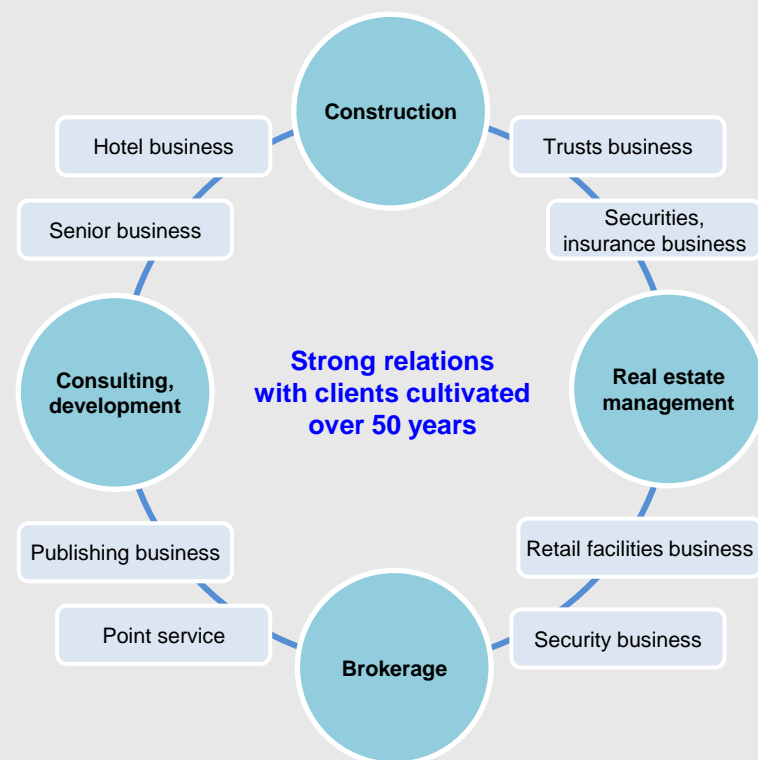 Construction
Hotel business
Trusts business
Senior business
Securities,
insurance business
Strong relations
with clients cultivated
over 50 years
Consulting,
development
Real estate
management
Publishing business
Retail facilities business
Point service
Security business
Brokerage